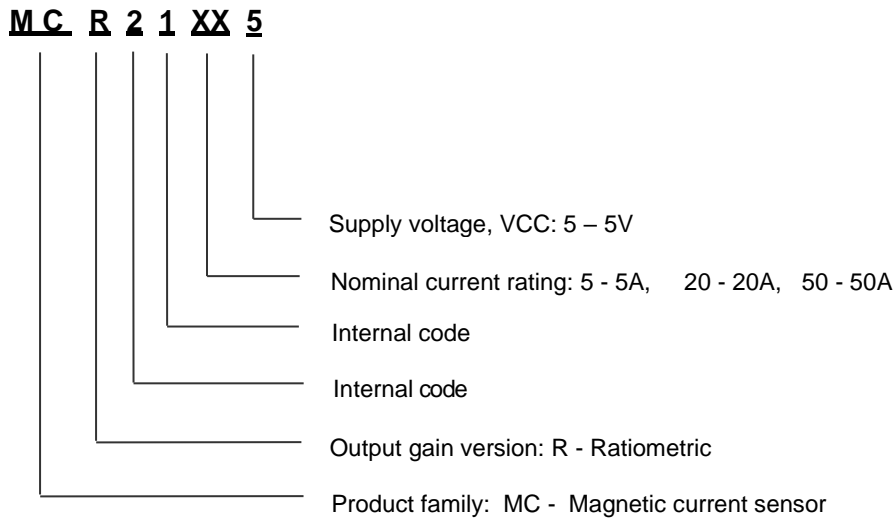 MC R 2 1 XX 5
Supply voltage, VCC: 5 – 5V
Nominal current rating: 5 - 5A, 20 - 20A, 50 - 50A
Internal code
Internal code
Output gain version: R - Ratiometric
Product family: MC - Magnetic current sensor